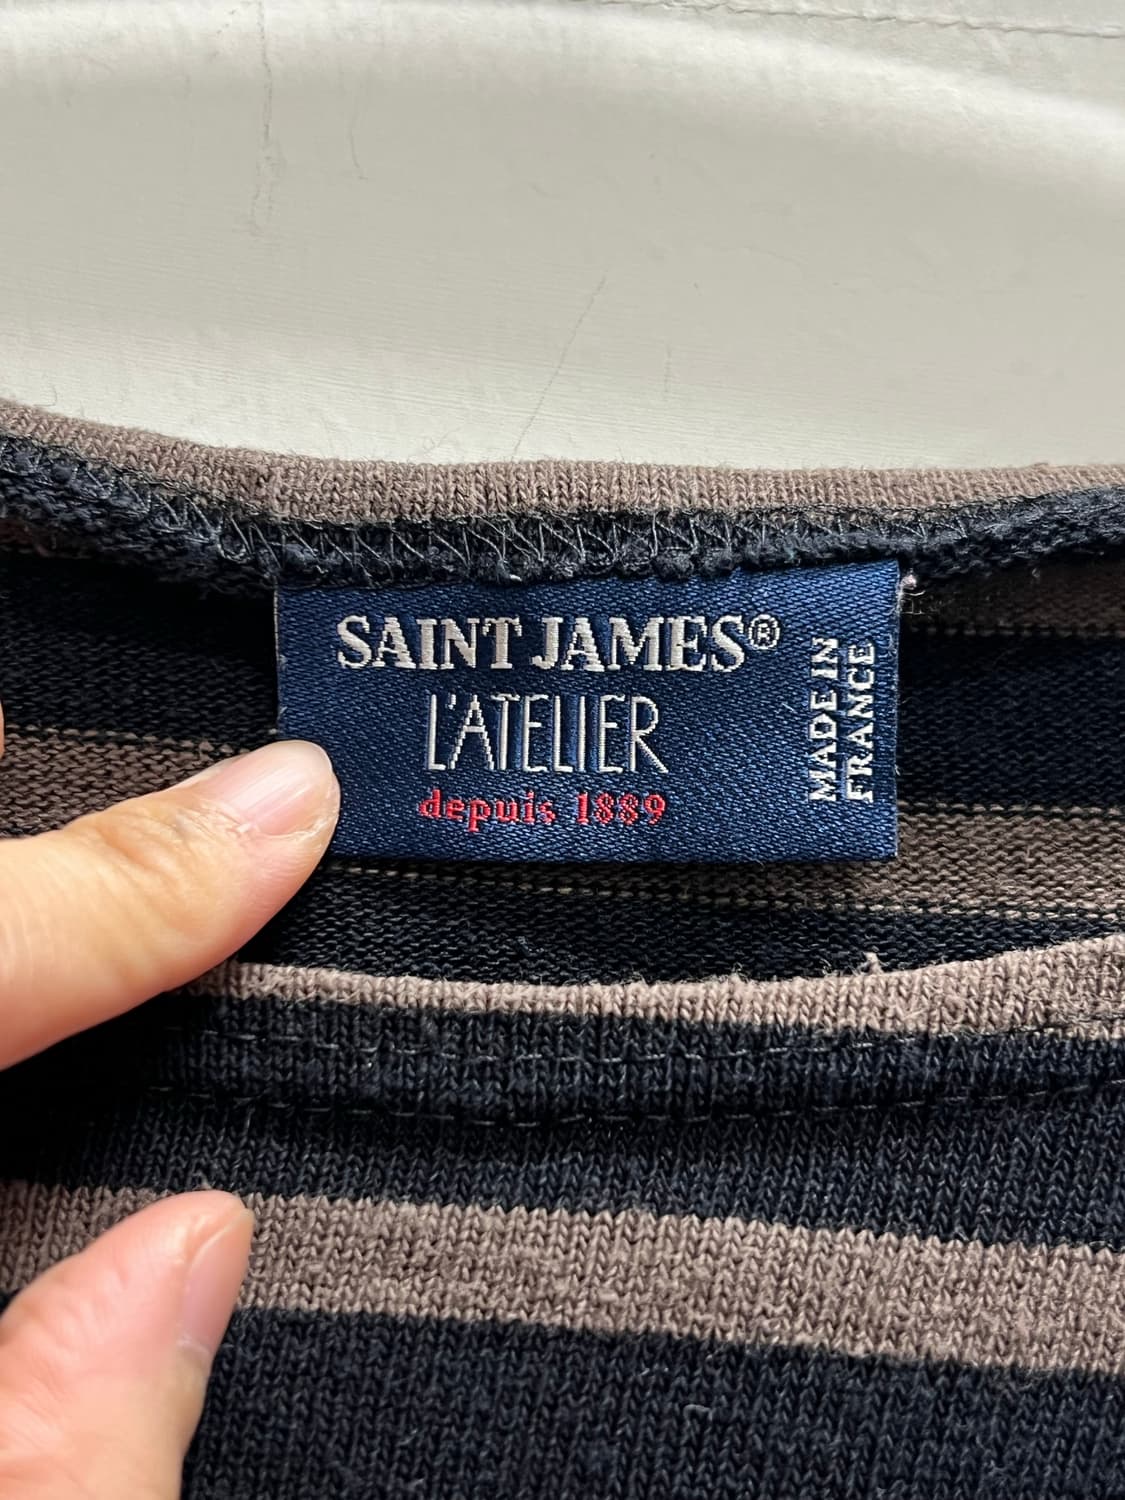 SAINT JAMES®
L'ATELIER
depuis 1889
MADE IN
FRANCE